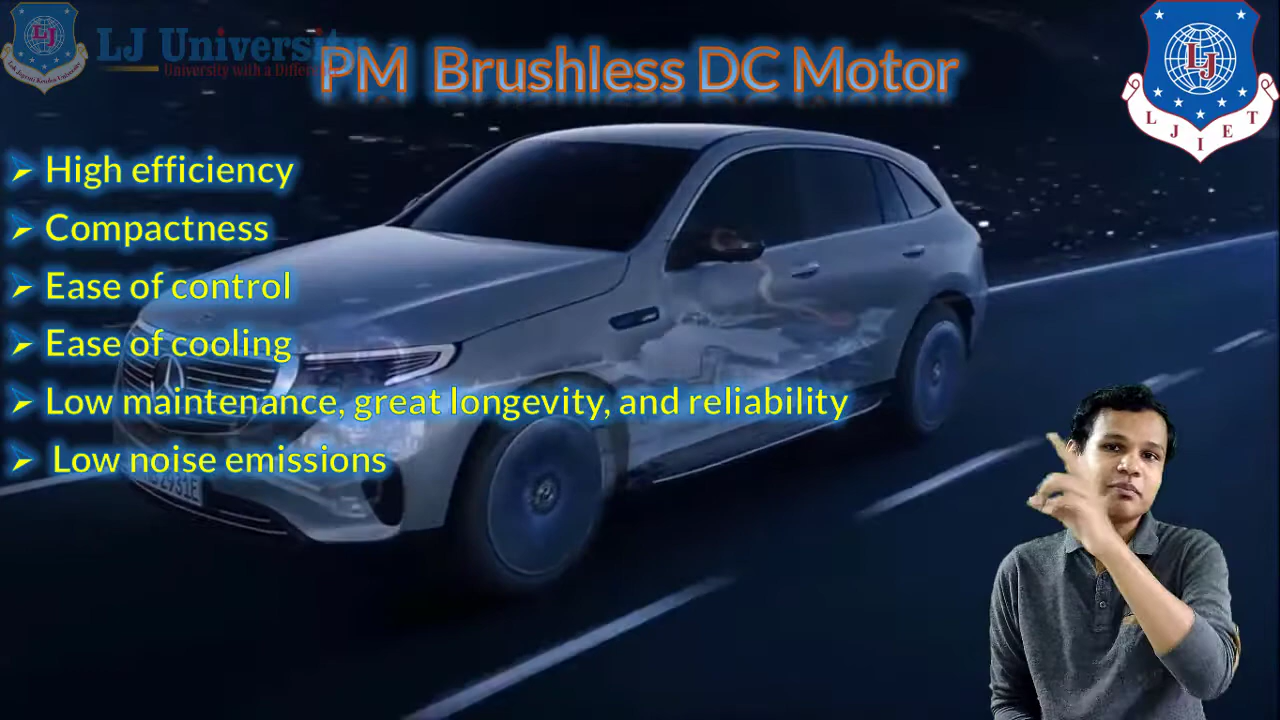 LJ University
University with a Difference
PM Brushless DC Motor
LJ
LJIET
➢ High efficiency
➢ Compactness
➢ Ease of control
➢ Ease of cooling
➢ Low maintenance, great longevity, and reliability
➢ Low noise emissions